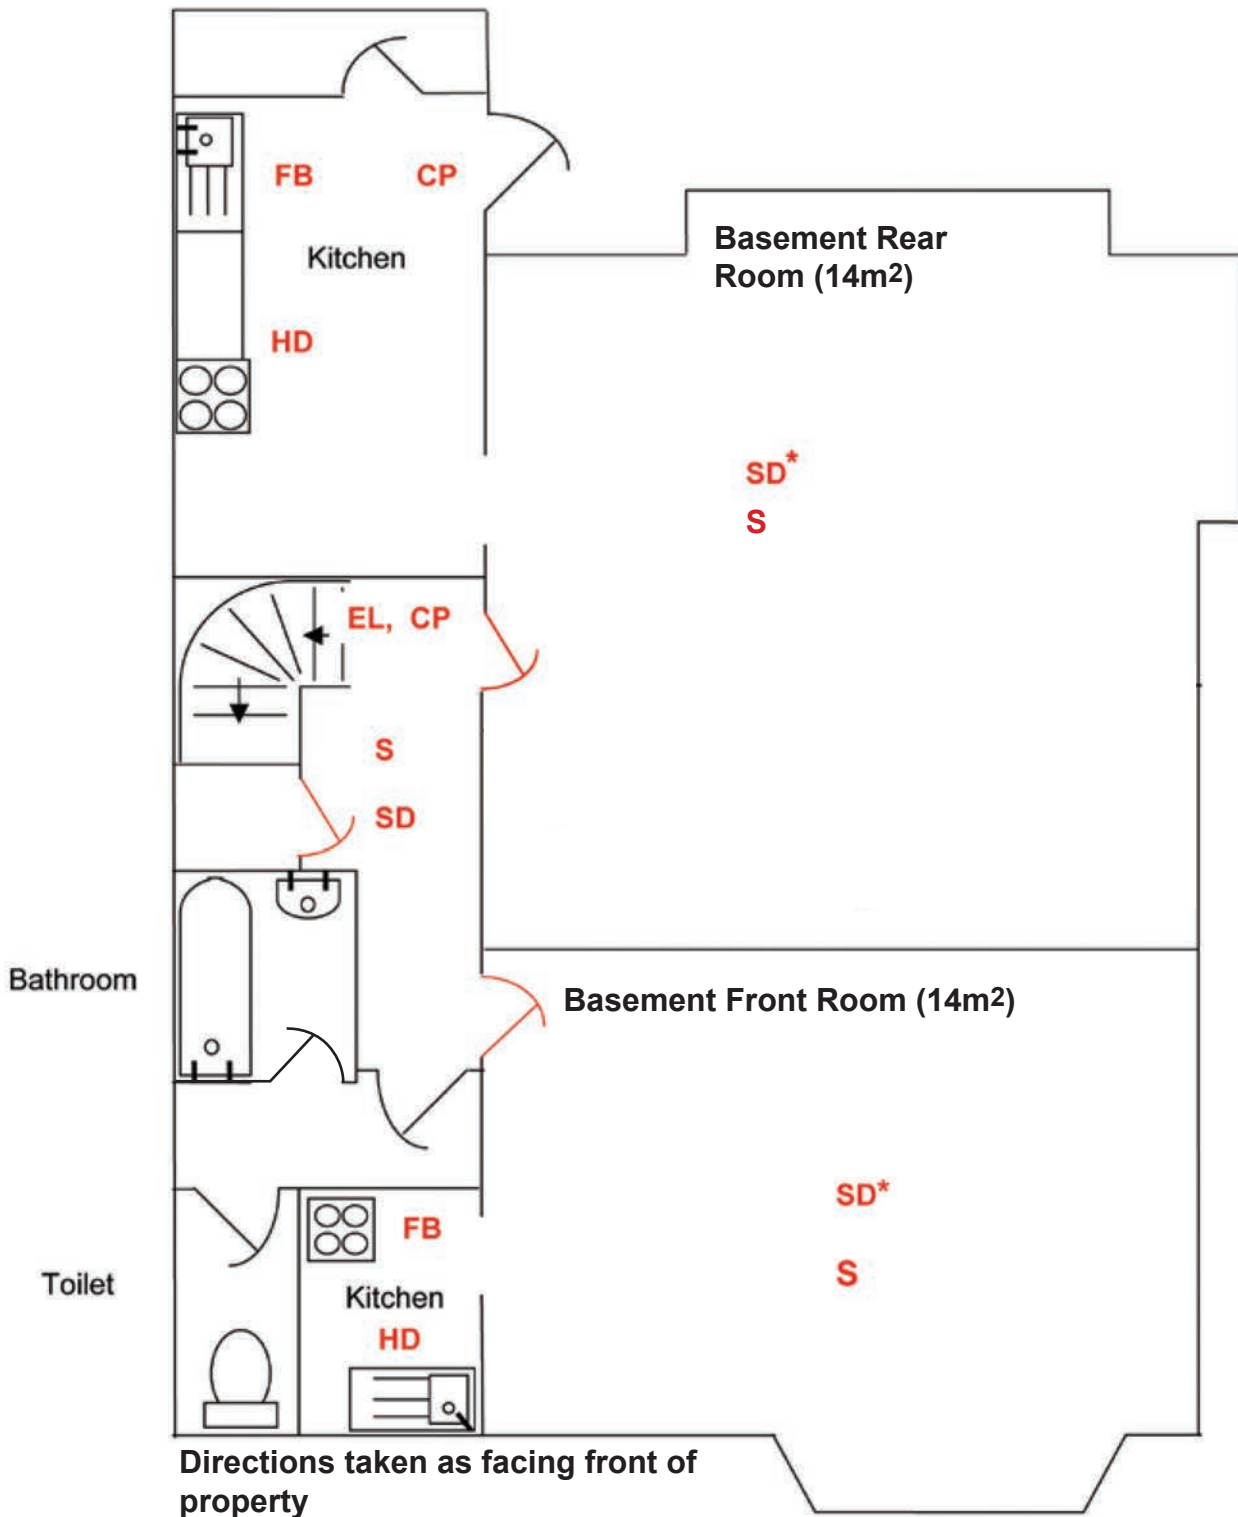 FB CP
Kitchen
Basement Rear
Room (14m²)
HD
SD*
S
EL, CP
S
SD
Bathroom
Basement Front Room (14m²)
SD*
S
FB
Toilet
Kitchen
HD
Directions taken as facing front of
property